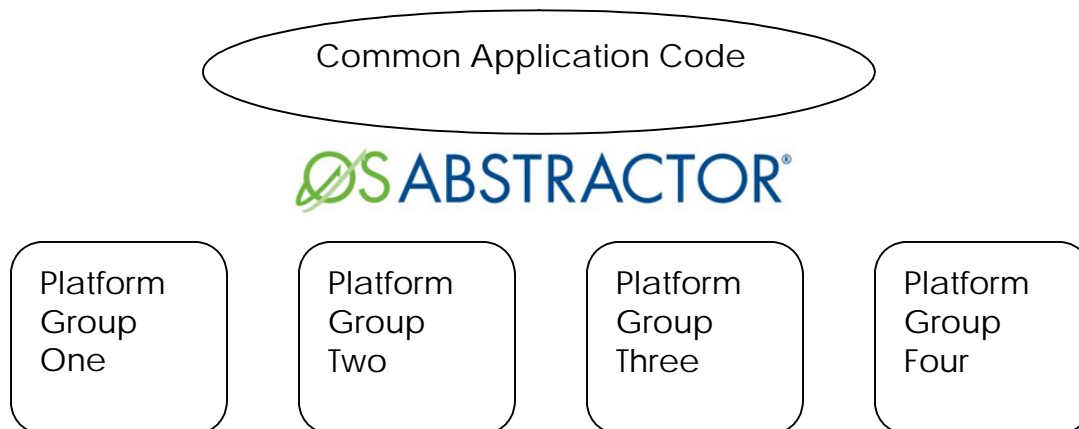 Common Application Code
OS ABSTRACTOR®
Platform
Group
One
Platform
Group
Two
Platform
Group
Three
Platform
Group
Four